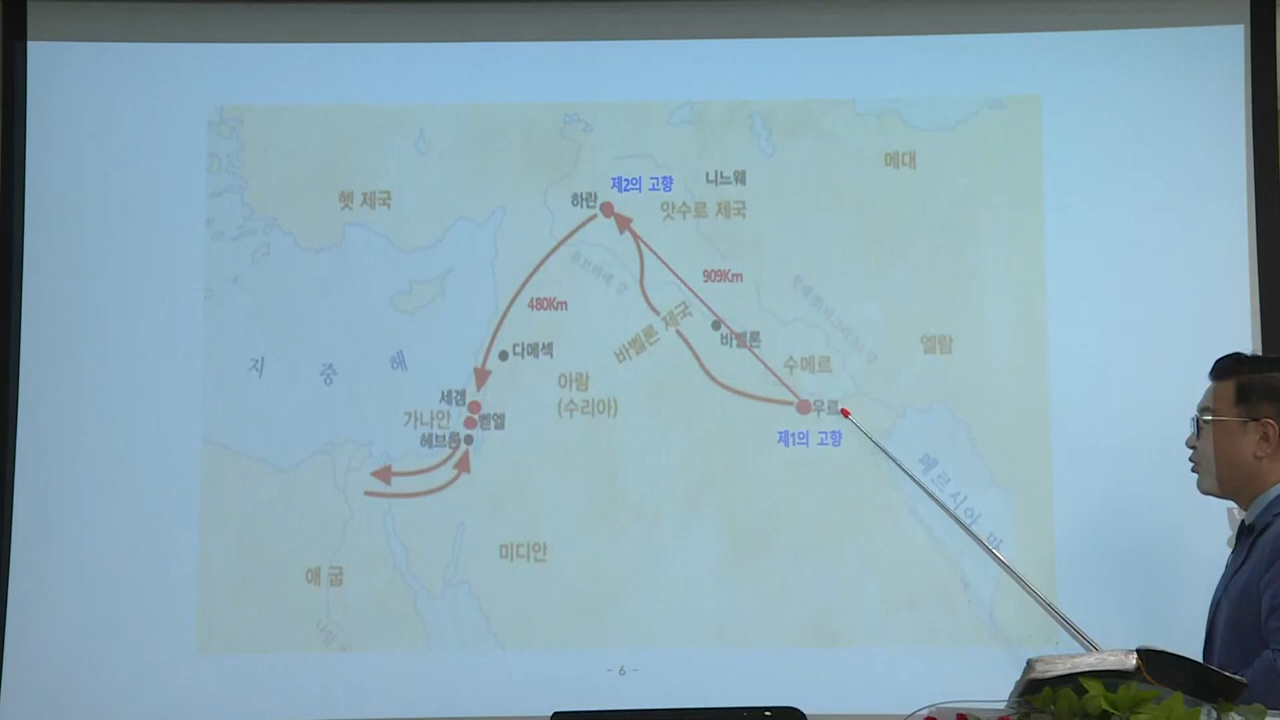 메대
니느웨
제2의 고향
하란
햇 제국
앗수르 제국
909Km
480Km
바벨론 제국
바벨론
엘람
다메섹
수메르
지 중 해
아람
(수리아)
세겜
가나안
벧엘
우르
헤브론
제1의 고향
페르시아
미디안
애 굽
- 6 -